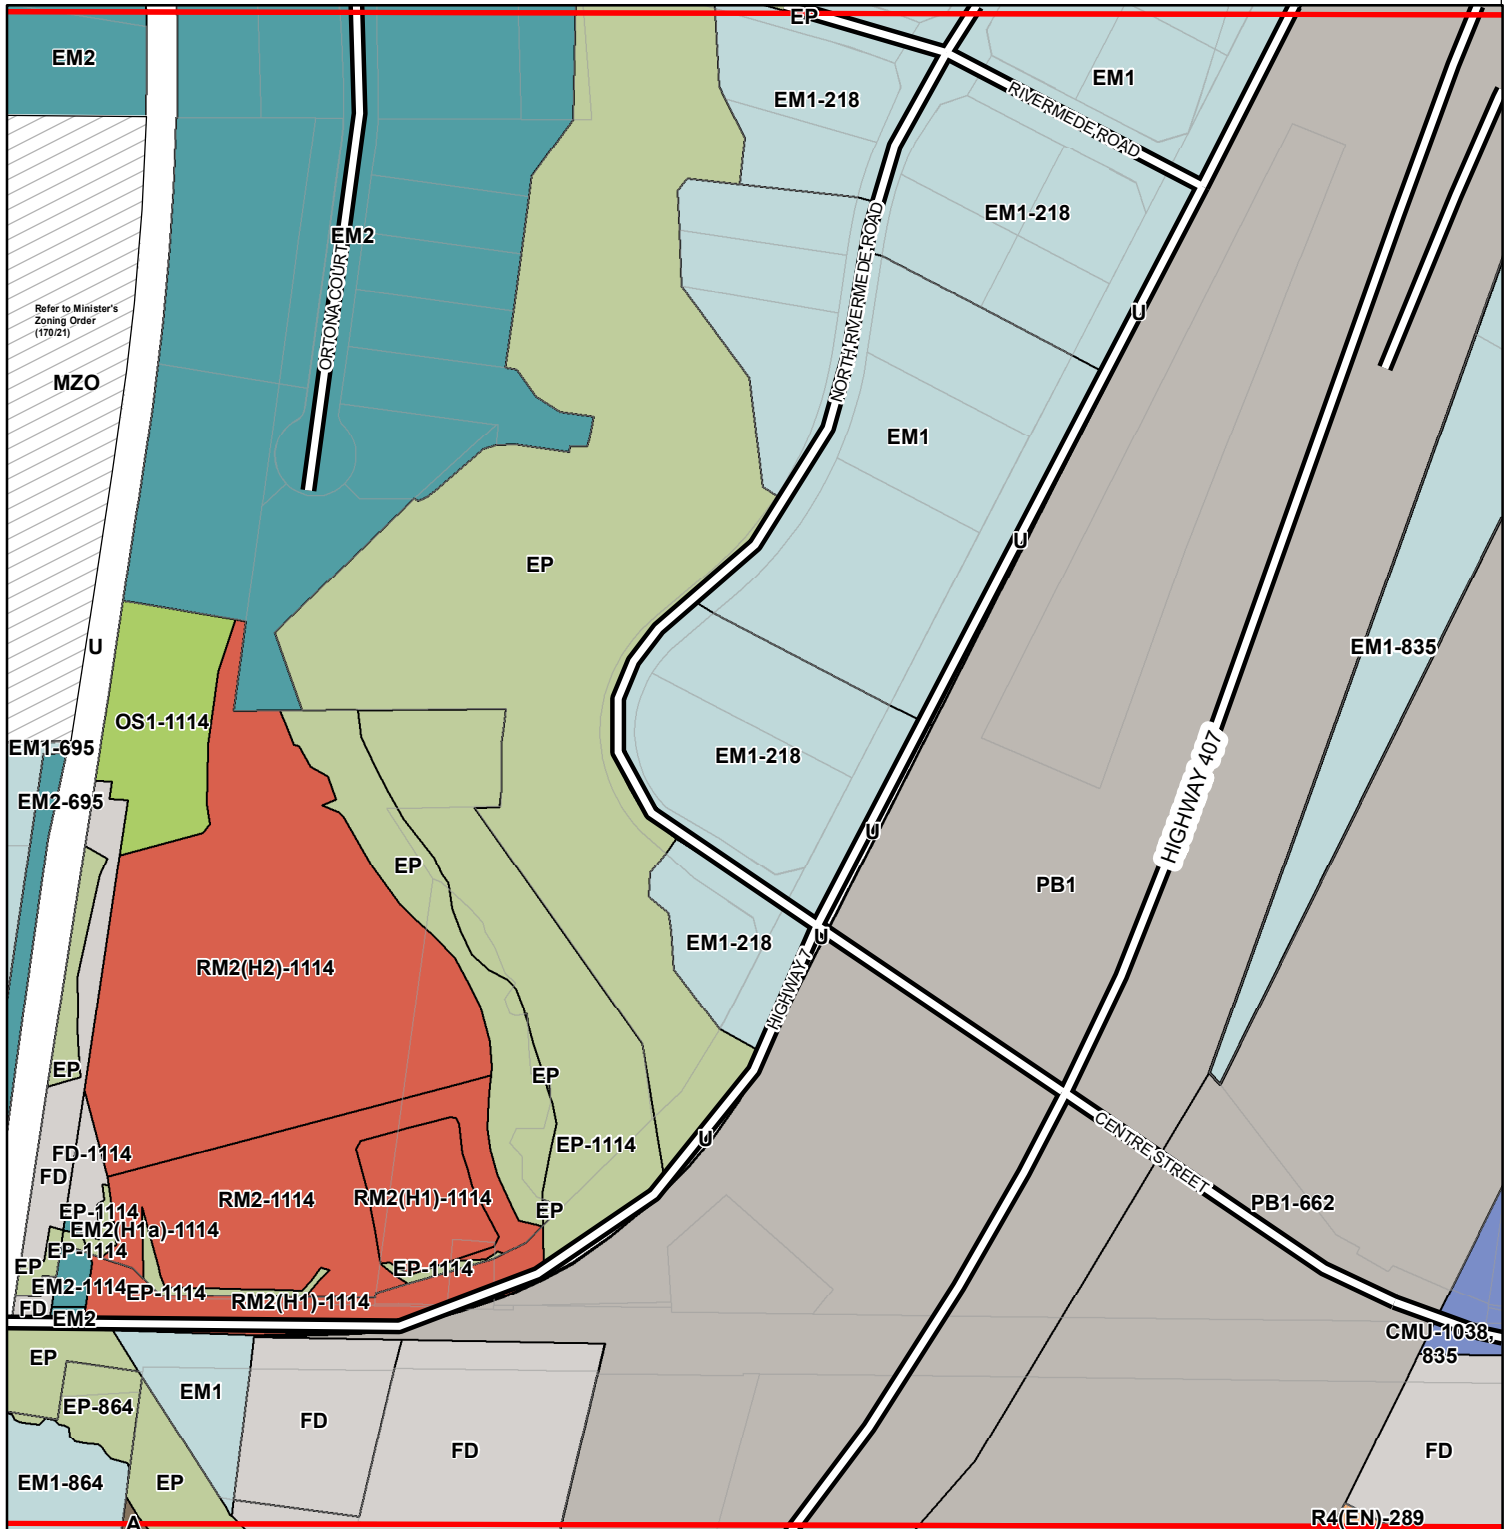 EP
EM2
EM1
EM1-218
RIVERMEDE ROAD
EM1-218
EM2
NORTH RIVERMEDE ROAD
ORTONA COURT
Refer to Minister's
Zoning Order
(170/21)
U
MZO
EM1
U
EP
U
EM1-835
OS1-1114
EM1-695
EM1-218
HIGHWAY 407
EM2-695
U
EP
PB1
U
EM1-218
RM2(H2)-1114
HIGHWAY 7
EP
EP
CENTRE STREET
U
EP-1114
FD-1114
FD
RM2-1114
RM2(H1)-1114
PB1-662
EP
EP-1114
EM2(H1a)-1114
EP-1114
EP
EP-1114
EM2-1114
EP-1114
RM2(H1)-1114
FD
EM2
CMU-1038,
835
EP
EM1
EP-864
FD
FD
FD
EM1-864
EP
R4(EN)-289
A